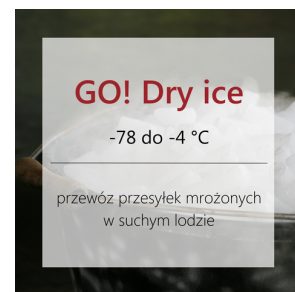 GO! Dry ice
-78 do -4 °C
przewóz przesyłek mrożonych
w suchym lodzie